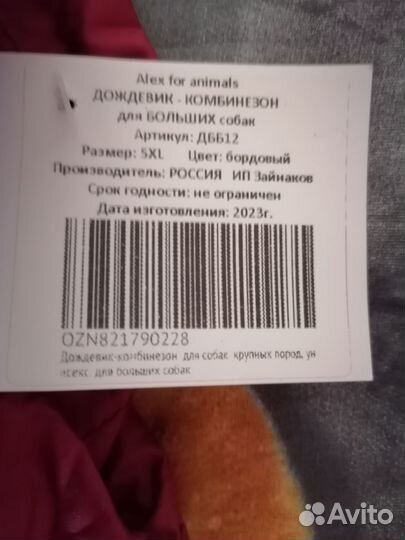 Alex for animals
ДОЖДЕВИК - КОМБИНЕЗОН
для БОЛЬШИХ собак
Артикул: ДББ12
Размер: 5XL Цвет: бордовый
Производитель: РОССИЯ ИП Зайнаков
Срок годности: не ограничен
Дата изготовления: 2023г.
OZN821790228
Дождевик-комбинезон для собак крупных пород, ун
исекс, для больших собак
Avito